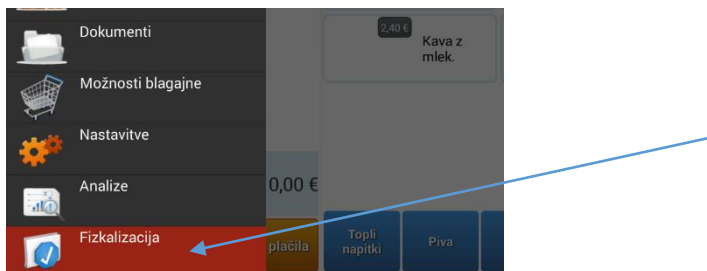 Dokumenti
Možnosti blagajne
Nastavitve
Analize
Fizkalizacija
2,40 €
Kava z
mlek.
0,00 €
plačila
Topli
napitki
Piva